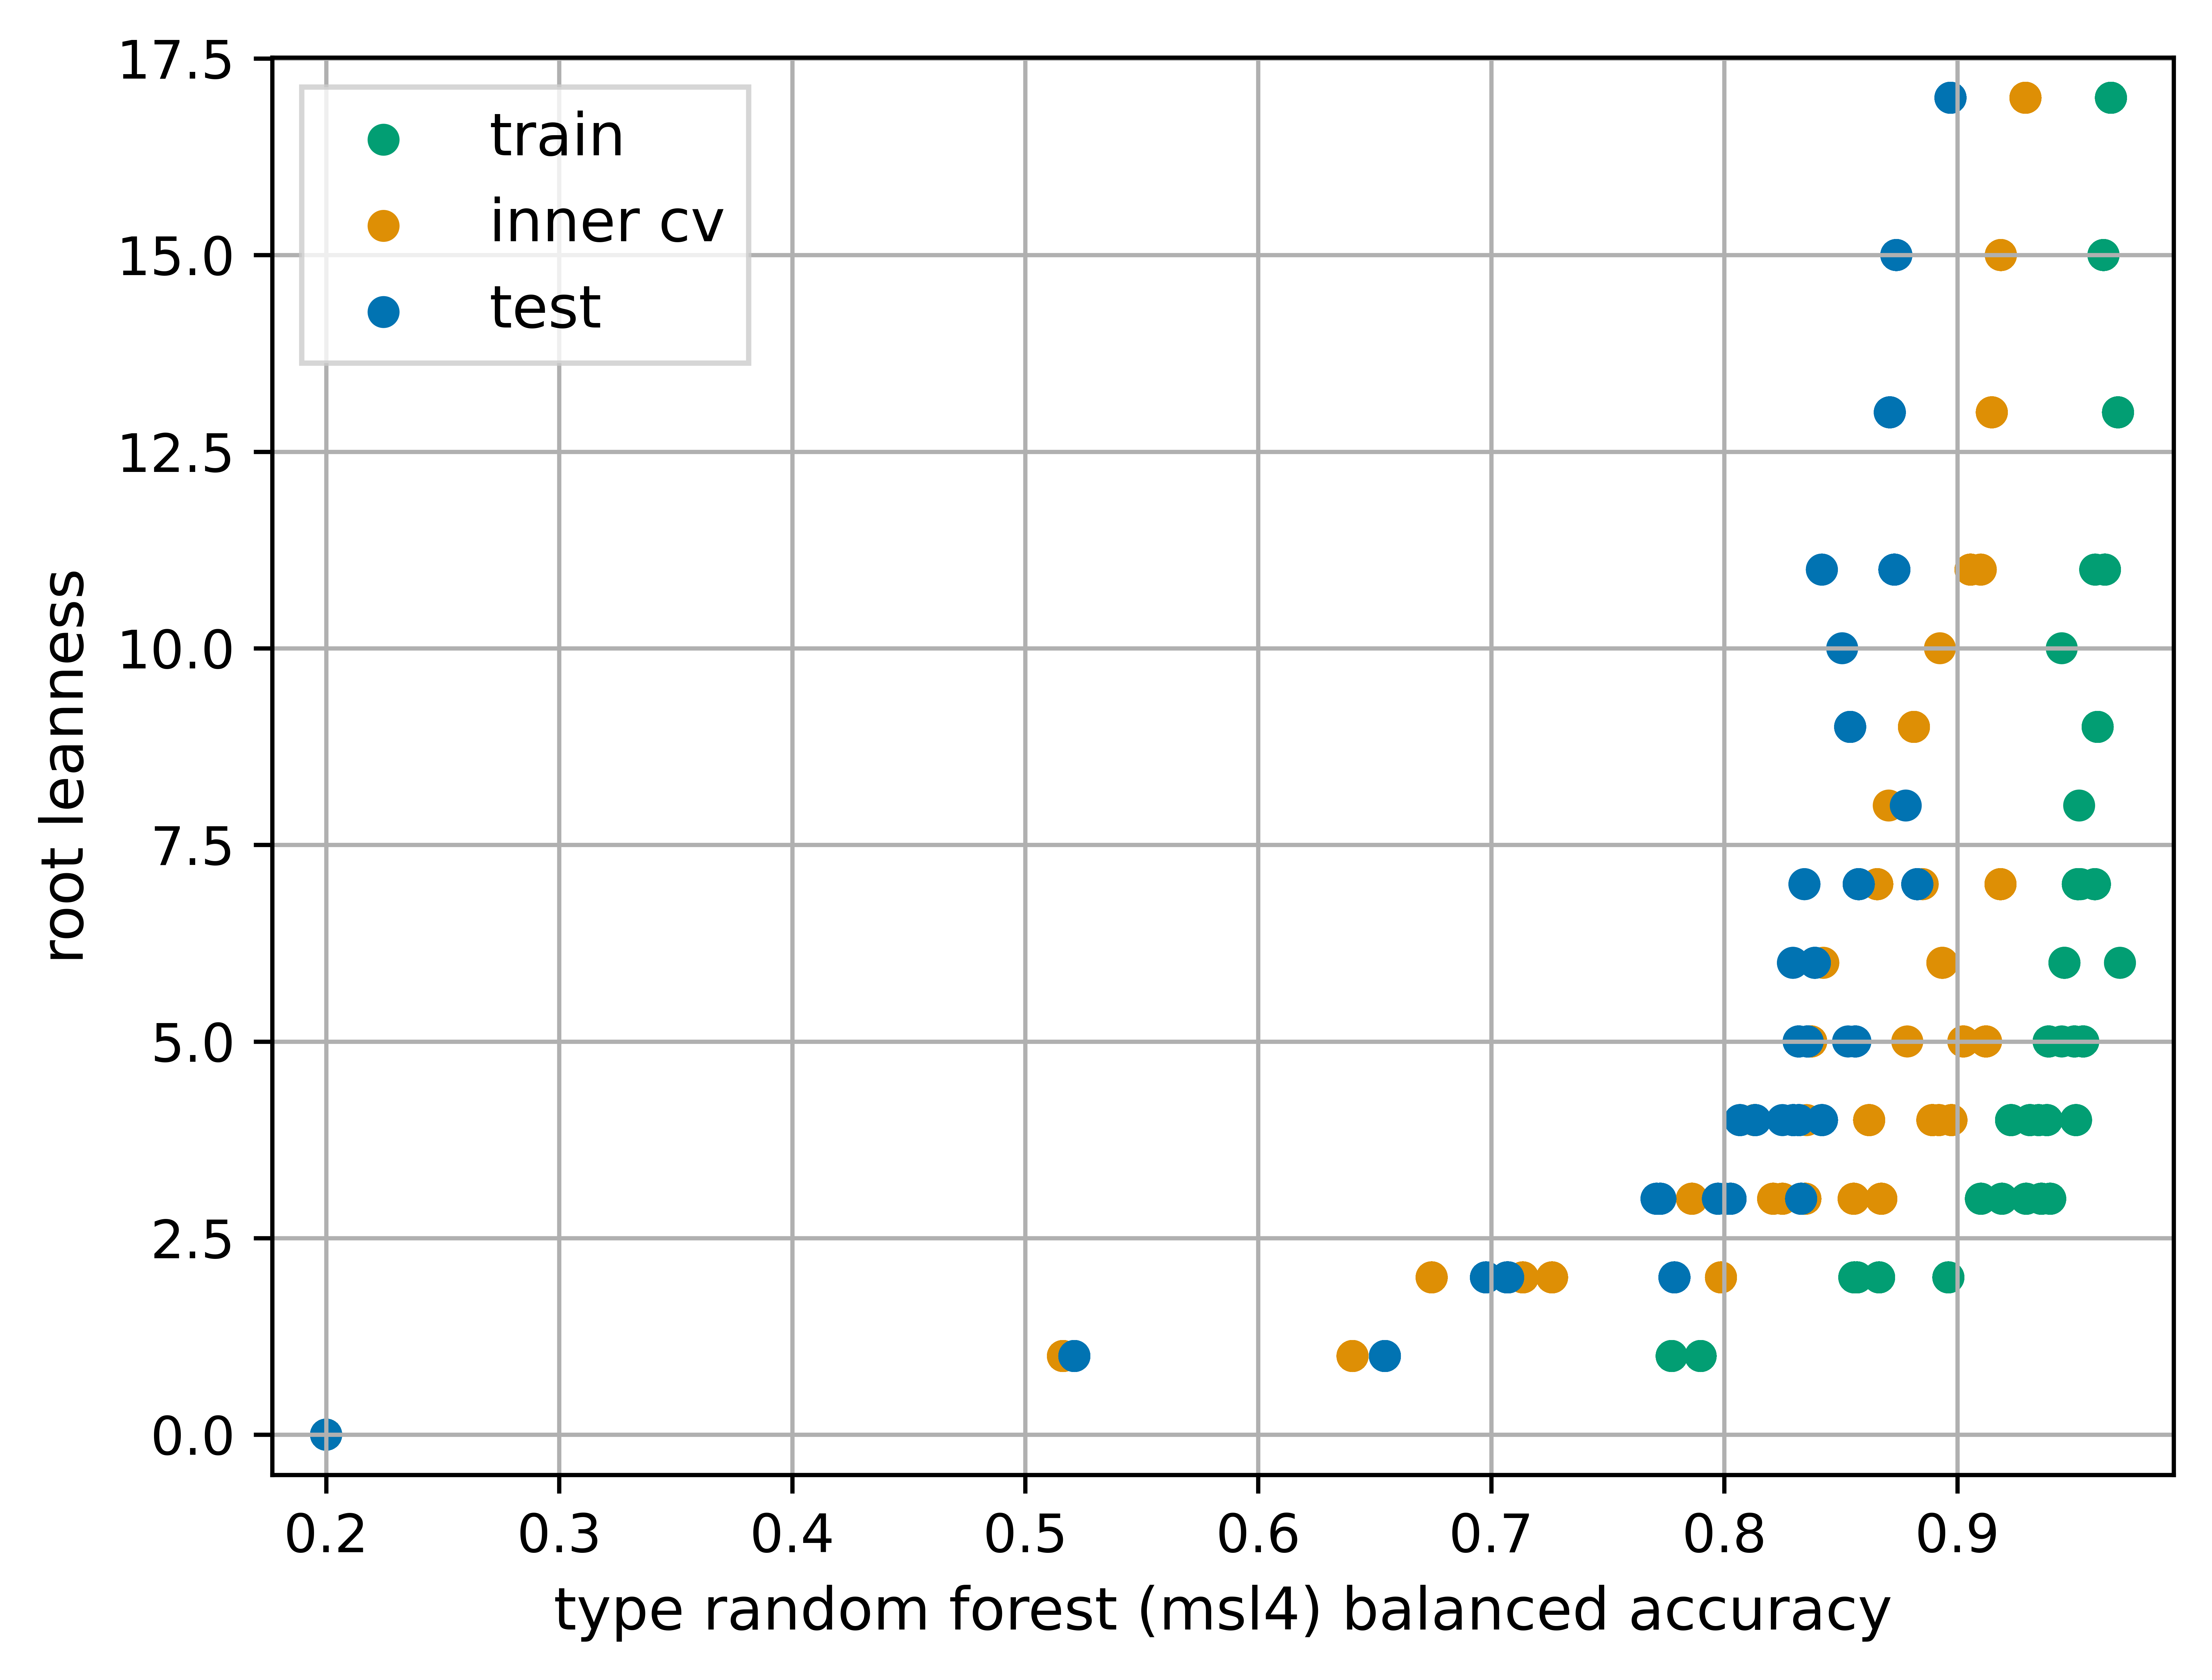 17.5
15.0
12.5
10.0
7.5
5.0
2.5
0.0
root leanness
train
inner cv
test
0.2 0.3 0.4 0.5 0.6 0.7 0.8 0.9
type random forest (msl4) balanced accuracy